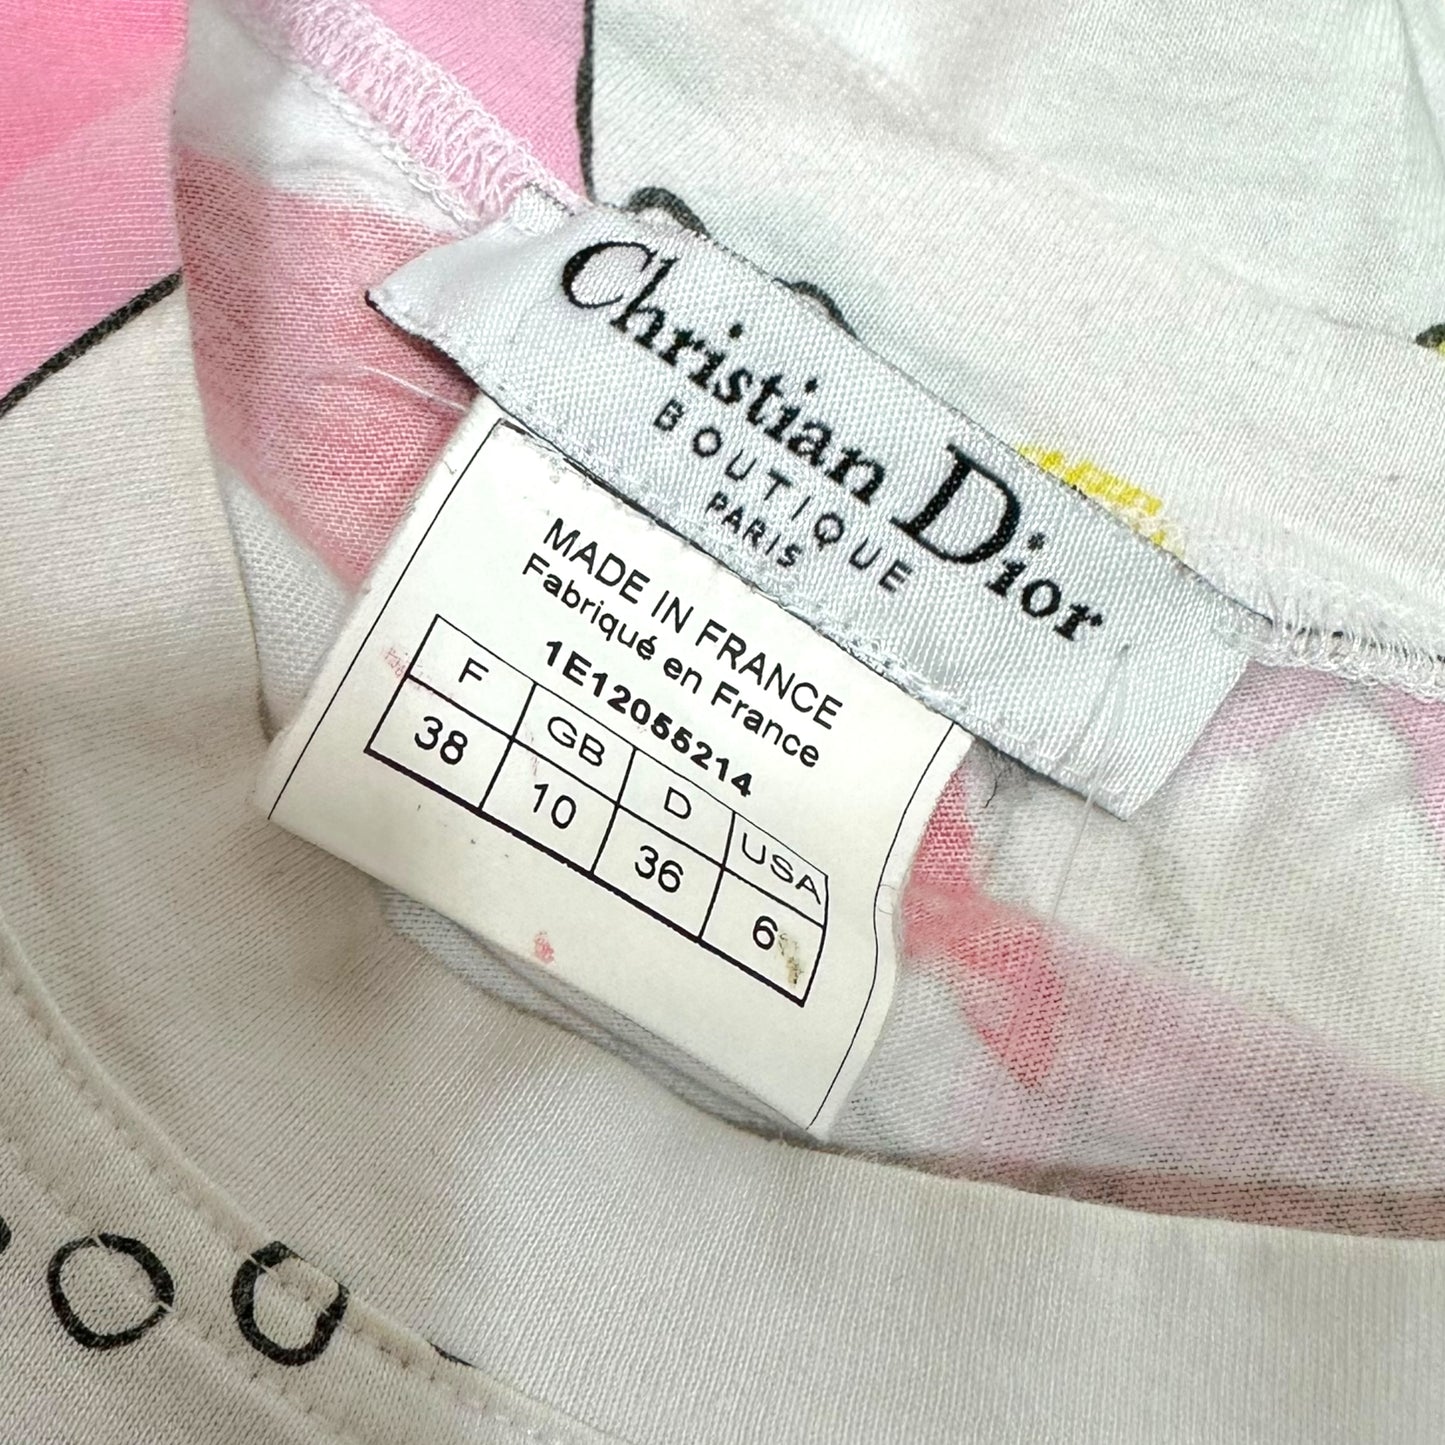 Christian Dior
BOUTIQUE
PARIS
MADE IN FRANCE
Fabriqué en France
1E12055214
F GB D USA
38 10 36 6